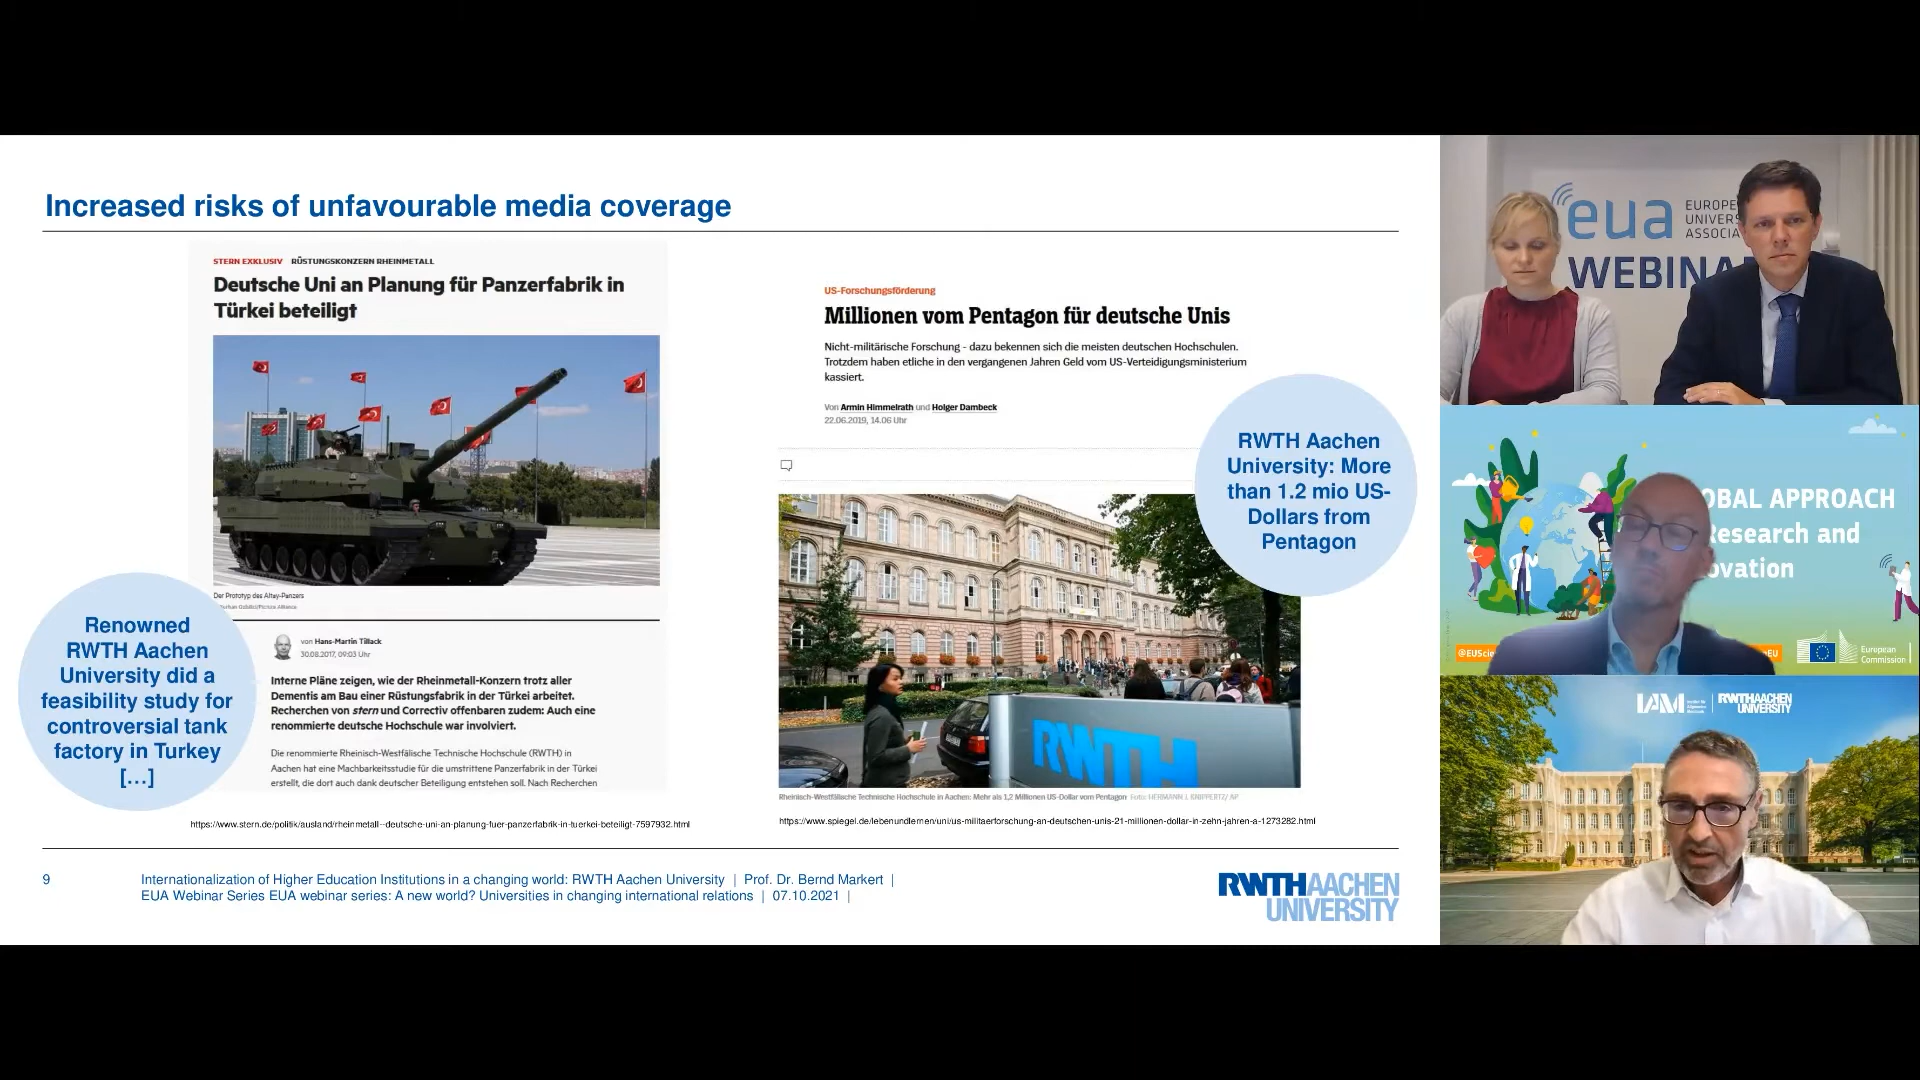 Increased risks of unfavourable media coverage
STERN EXKLUSIV RÜSTUNGSKONZERN RHEINMETALL
Deutsche Uni an Planung für Panzerfabrik in
Türkei beteiligt
Der Prototyp des Altay-Panzers
von Hans-Martin Tillack
30.08.2017, 09:03 Uhr
Interne Pläne zeigen, wie der Rheinmetall-Konzern trotz aller
Dementis am Bau einer Rüstungsfabrik in der Türkei arbeitet.
Recherchen von stern und Correctiv offenbaren zudem: Auch eine
renommierte deutsche Hochschule war involviert.
Die renommierte Rheinisch-Westfälische Technische Hochschule (RWTH) in
Aachen hat eine Machbarkeitsstudie für die umstrittene Panzerfabrik in der Türkei
erstellt, die dort auch dank deutscher Beteiligung entstehen soll. Nach Recherchen
Renowned
RWTH Aachen
University did a
feasibility study for
controversial tank
factory in Turkey
[…]
https://www.stern.de/politik/ausland/rheinmetall--deutsche-uni-an-planung-fuer-panzerfabrik-in-tuerkei-beteiligt-7597932.html
US-Forschungsförderung
Millionen vom Pentagon für deutsche Unis
Nicht-militärische Forschung - dazu bekennen sich die meisten deutschen Hochschulen.
Trotzdem haben etliche in den vergangenen Jahren Geld vom US-Verteidigungsministerium
kassiert.
Von Armin Himmelrath und Holger Dambeck
22.06.2019, 14.06 Uhr
RWTH Aachen
University: More
than 1.2 mio US-
Dollars from
Pentagon
RWTH
Rheinisch-Westfälische Technische Hochschule in Aachen: Mehr als 1,2 Millionen US-Dollar vom Pentagon Foto: HERMANN J. KNIPPERTZ/ AP
https://www.spiegel.de/lebenundlernen/uni/us-militaerforschung-an-deutschen-unis-21-millionen-dollar-in-zehn-jahren-a-1273282.html
9
Internationalization of Higher Education Institutions in a changing world: RWTH Aachen University | Prof. Dr. Bernd Markert |
EUA Webinar Series EUA webinar series: A new world? Universities in changing international relations | 07.10.2021 |
RWTHAACHEN
UNIVERSITY
eua
EUROPE
UNIVERS
ASSOCIA
WEBINA
OBAL APPROACH
Research and
ovation
@EUScie
European
Commission
IAM
RWTHAACHEN
UNIVERSITY